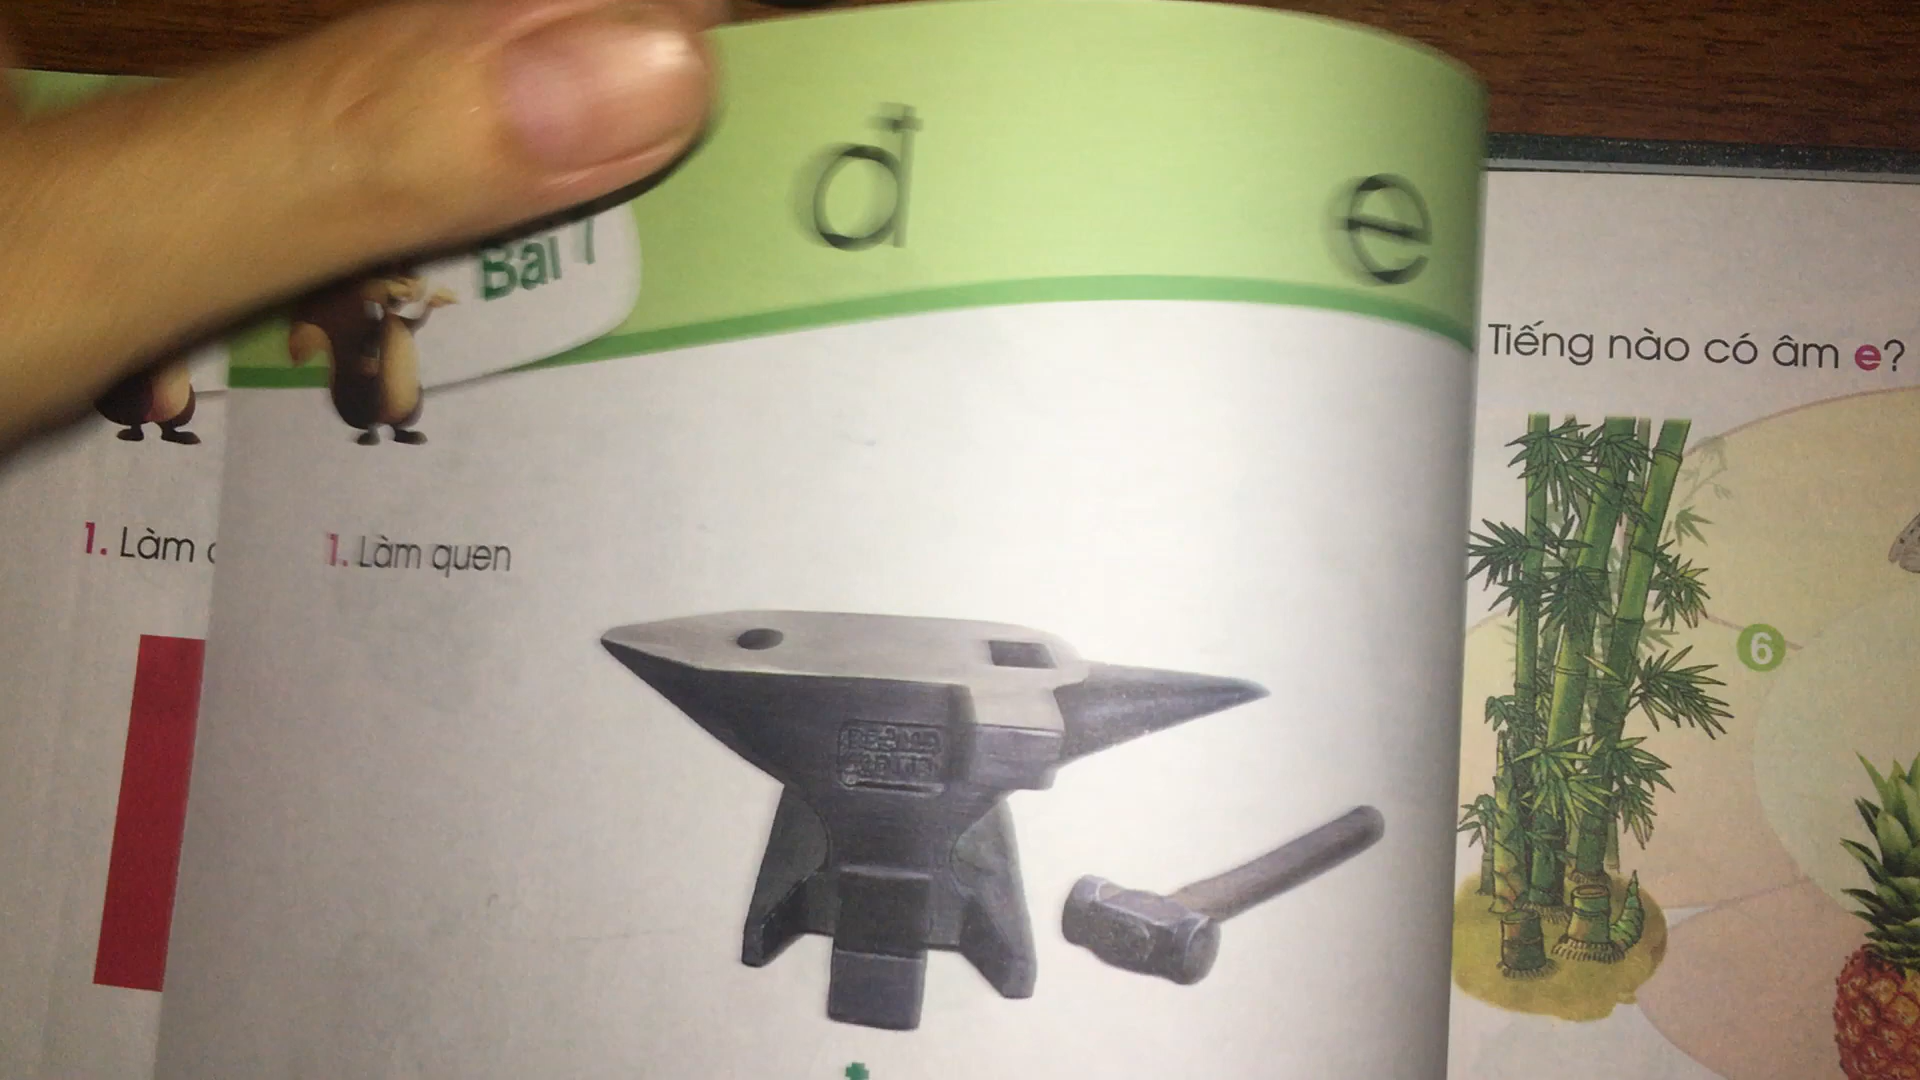 đ e
Bài 7
1. Làm
1. Làm quen
Tiếng nào có âm e?
6